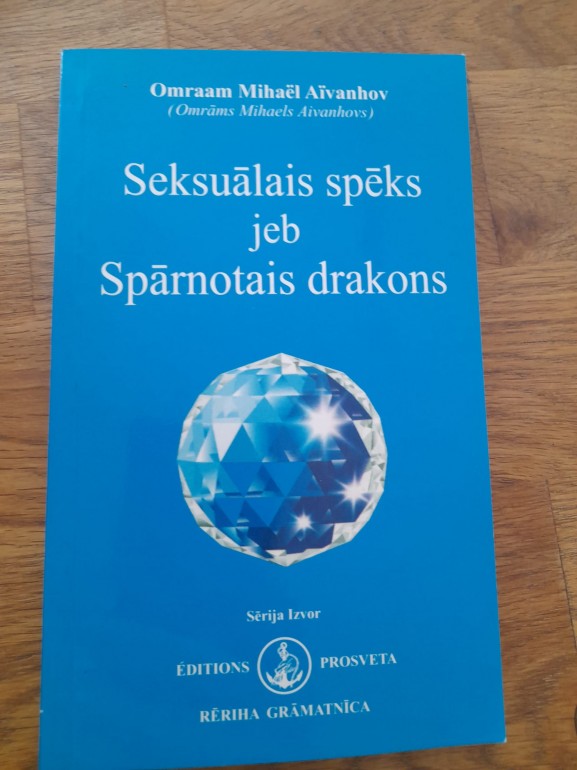 Omraam Mihaël Aïvanhov
(Omrāms Mihaels Aivanhovs)
Seksuālais spēks
jeb
Spārnotais drakons
Sērija Izvor
ÉDITIONS PROSVETA
RĒRIHA GRĀMATNĪCA